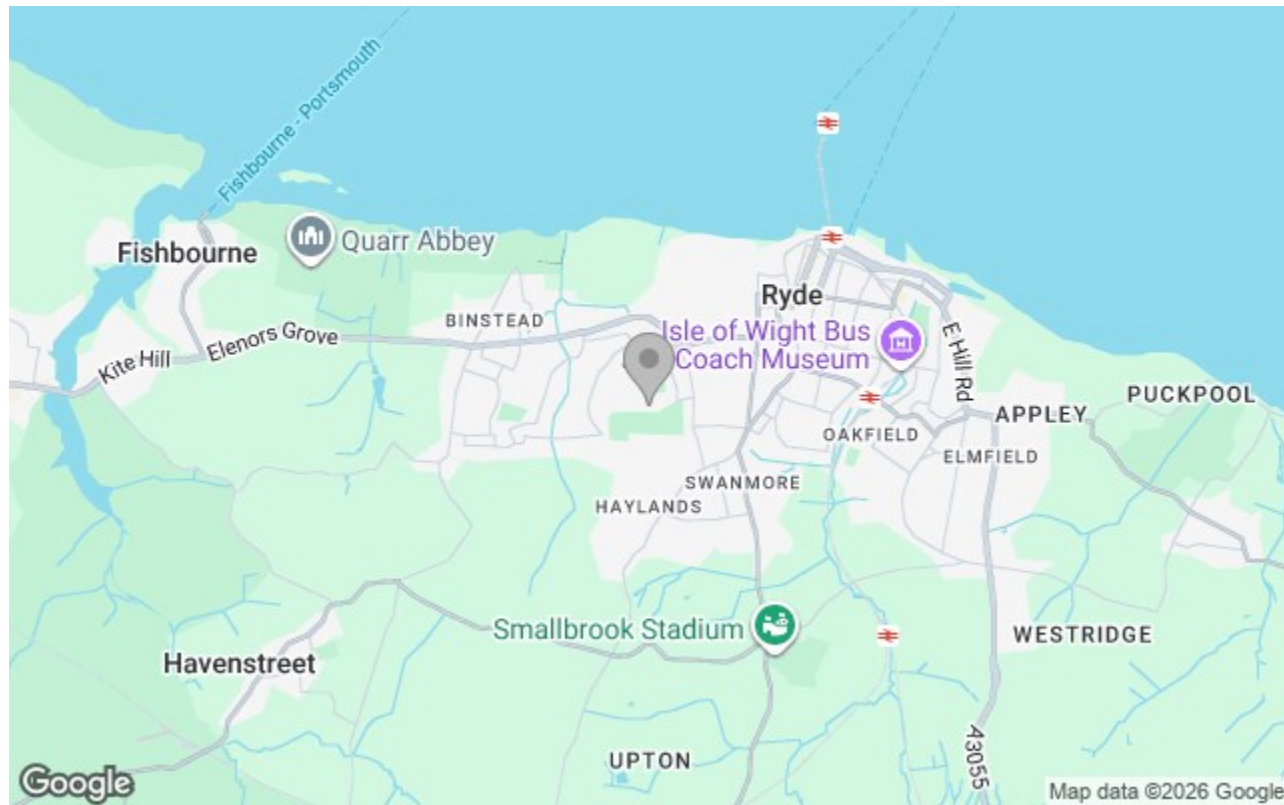 Fishbourne - Portsmouth
Fishbourne
Quarr Abbey
Ryde
BINSTEAD
Isle of Wight Bus
Coach Museum
E Hill Rd
Elenors Grove
Kite Hill
PUCKPOOL
APPLEY
OAKFIELD
ELMFIELD
SWANMORE
HAYLANDS
Smallbrook Stadium
WESTRIDGE
Havenstreet
UPTON
A3055
Google
Map data ©2026 Google